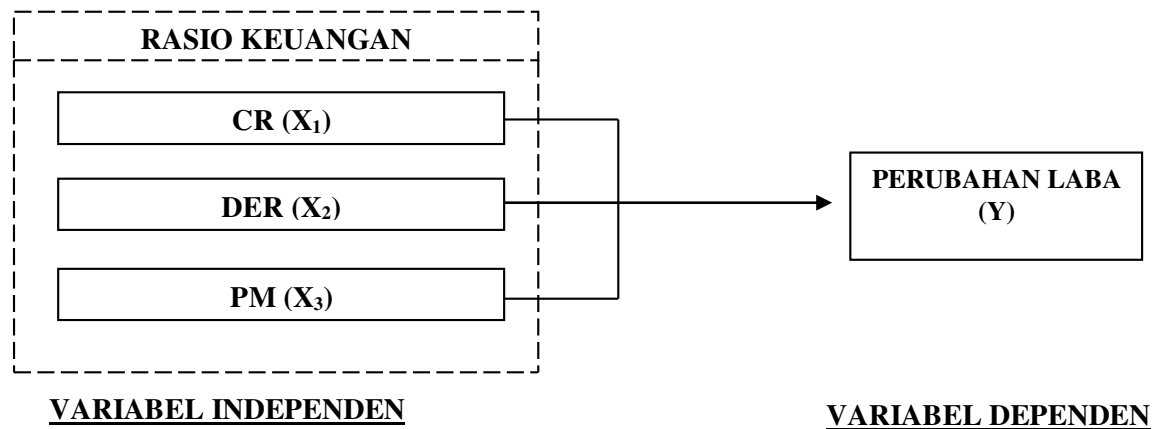 RASIO KEUANGAN
CR (X₁)
DER (X₂)
PM (X₃)
PERUBAHAN LABA
(Y)
VARIABEL INDEPENDEN
VARIABEL DEPENDEN